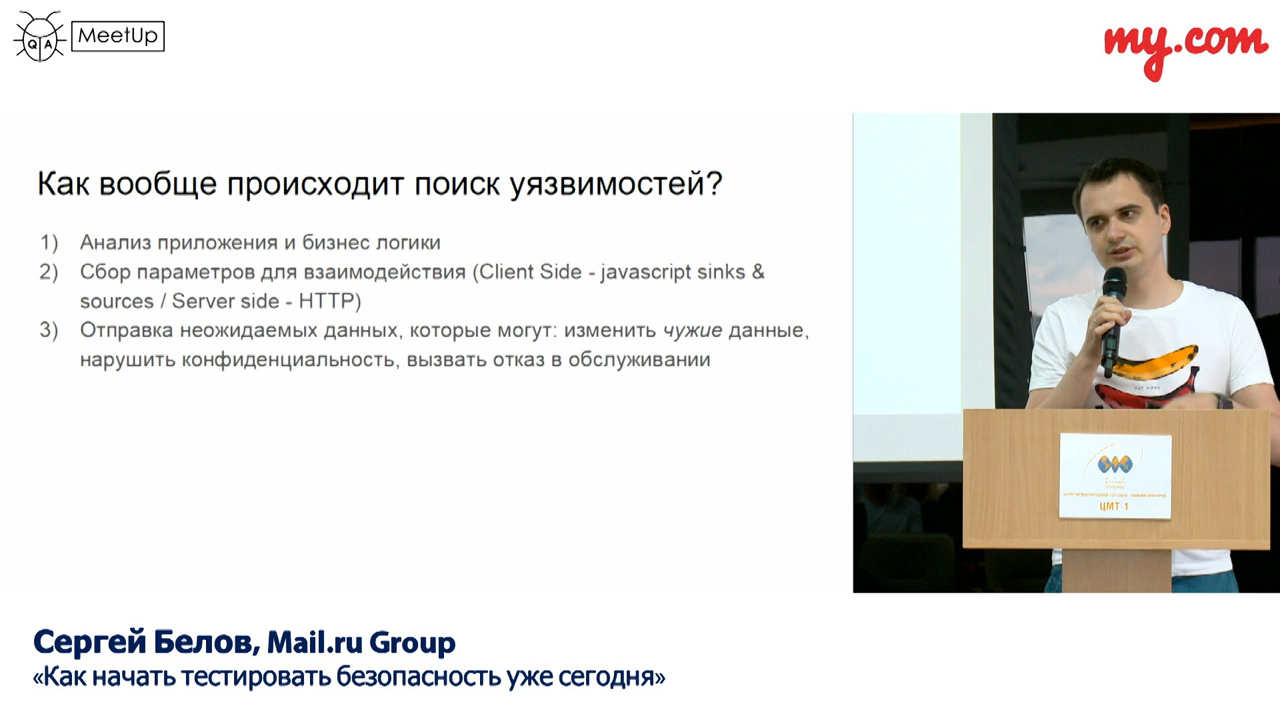 QA MeetUp
my.com
Как вообще происходит поиск уязвимостей?
1) Анализ приложения и бизнес логики
2) Сбор параметров для взаимодействия (Client Side - javascript sinks &
sources / Server side - HTTP)
3) Отправка неожидаемых данных, которые могут: изменить чужие данные,
нарушить конфиденциальность, вызвать отказ в обслуживании
ЦМТ-1
Сергей Белов, Mail.ru Group
«Как начать тестировать безопасность уже сегодня»